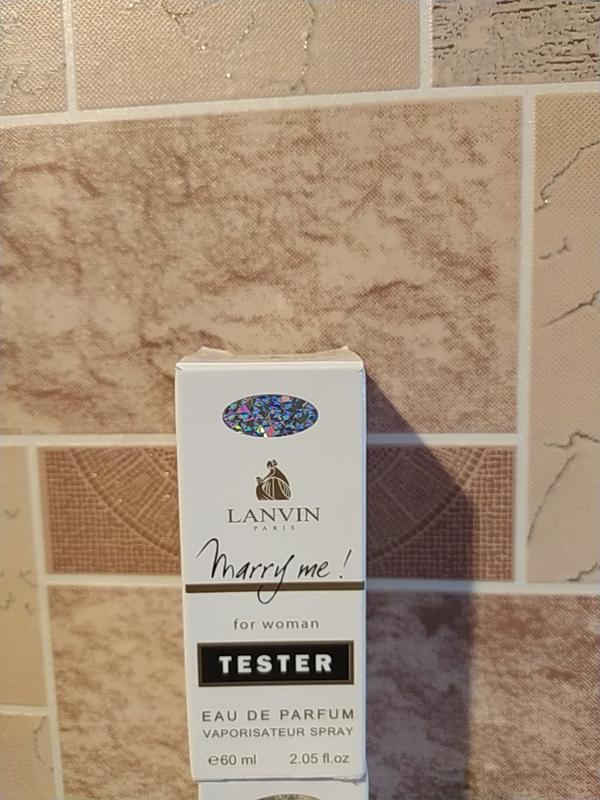 LANVIN
PARIS
Marry me!
for woman
TESTER
EAU DE PARFUM
VAPORISATEUR SPRAY
℮60 ml 2.05 fl.oz